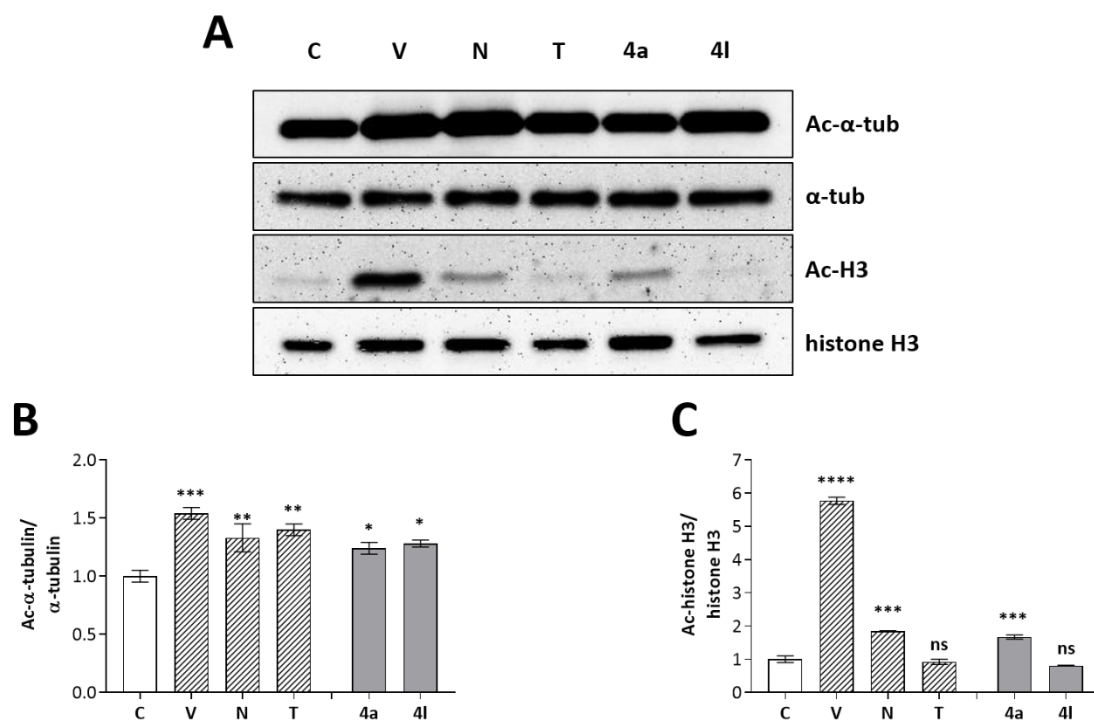 A
C V N T 4a 4l
Ac-α-tub
α-tub
Ac-H3
histone H3
B
Ac-α-tubulin/
α-tubulin
2.0
1.5
1.0
0.5
0.0
*** ** ** * *
C V N T 4a 4l
C
Ac-histone H3/
histone H3
7
6
5
4
3
2
1
0
**** *** ns *** ns
C V N T 4a 4l